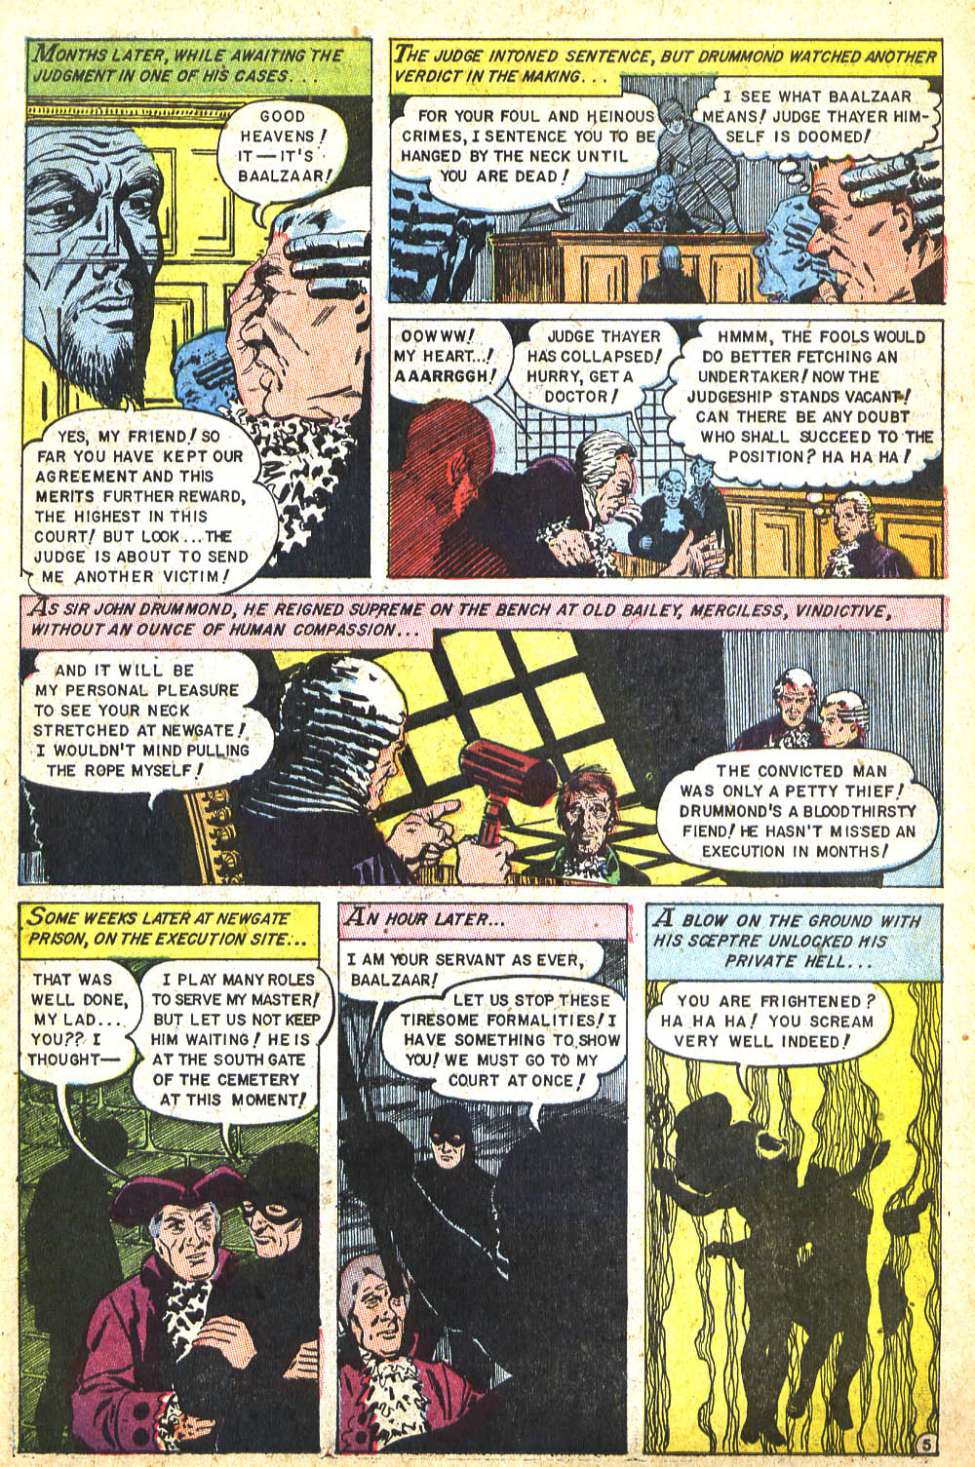 MONTHS LATER, WHILE AWAITING THE
JUDGMENT IN ONE OF HIS CASES...
GOOD
HEAVENS!
IT—IT'S
BAALZAAR!
YES, MY FRIEND! SO
FAR YOU HAVE KEPT OUR
AGREEMENT AND THIS
MERITS FURTHER REWARD,
THE HIGHEST IN THIS
COURT! BUT LOOK...THE
JUDGE IS ABOUT TO SEND
ME ANOTHER VICTIM!
THE JUDGE INTONED SENTENCE, BUT DRUMMOND WATCHED ANOTHER
VERDICT IN THE MAKING...
FOR YOUR FOUL AND HEINOUS
CRIMES, I SENTENCE YOU TO BE
HANGED BY THE NECK UNTIL
YOU ARE DEAD!
I SEE WHAT BAALZAAR
MEANS! JUDGE THAYER HIM-
SELF IS DOOMED!
OOWWW!
MY HEART...!
AAARRGGH!
JUDGE THAYER
HAS COLLAPSED!
HURRY, GET A
DOCTOR!
HMMM, THE FOOLS WOULD
DO BETTER FETCHING AN
UNDERTAKER! NOW THE
JUDGESHIP STANDS VACANT!
CAN THERE BE ANY DOUBT
WHO SHALL SUCCEED TO THE
POSITION? HA HA HA!
AS SIR JOHN DRUMMOND, HE REIGNED SUPREME ON THE BENCH AT OLD BAILEY, MERCILESS, VINDICTIVE,
WITHOUT AN OUNCE OF HUMAN COMPASSION...
AND IT WILL BE
MY PERSONAL PLEASURE
TO SEE YOUR NECK
STRETCHED AT NEWGATE!
I WOULDN'T MIND PULLING
THE ROPE MYSELF!
THE CONVICTED MAN
WAS ONLY A PETTY THIEF!
DRUMMOND'S A BLOODTHIRSTY
FIEND! HE HASN'T MISSED AN
EXECUTION IN MONTHS!
SOME WEEKS LATER AT NEWGATE
PRISON, ON THE EXECUTION SITE...
THAT WAS
WELL DONE,
MY LAD...
YOU?? I
THOUGHT—
I PLAY MANY ROLES
TO SERVE MY MASTER!
BUT LET US NOT KEEP
HIM WAITING! HE IS
AT THE SOUTH GATE
OF THE CEMETERY
AT THIS MOMENT!
AN HOUR LATER...
I AM YOUR SERVANT AS EVER,
BAALZAAR!
LET US STOP THESE
TIRESOME FORMALITIES! I
HAVE SOMETHING TO SHOW
YOU! WE MUST GO TO MY
COURT AT ONCE!
A BLOW ON THE GROUND WITH
HIS SCEPTRE UNLOCKED HIS
PRIVATE HELL...
YOU ARE FRIGHTENED?
HA HA HA! YOU SCREAM
VERY WELL INDEED!
5